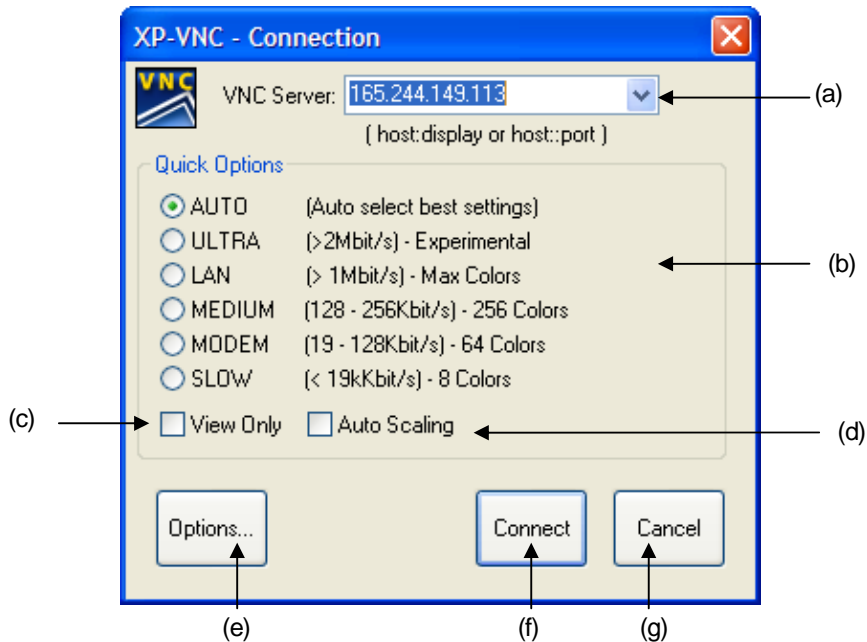 XP-VNC - Connection
VNC
VNC Server: 165.244.149.113
(a)
( host:display or host::port )
Quick Options
AUTO (Auto select best settings)
ULTRA (>2Mbit/s) - Experimental
LAN (> 1Mbit/s) - Max Colors
(b)
MEDIUM (128 - 256Kbit/s) - 256 Colors
MODEM (19 - 128Kbit/s) - 64 Colors
SLOW (< 19kKbit/s) - 8 Colors
(c)
View Only Auto Scaling
(d)
Options... Connect Cancel
(e) (f) (g)